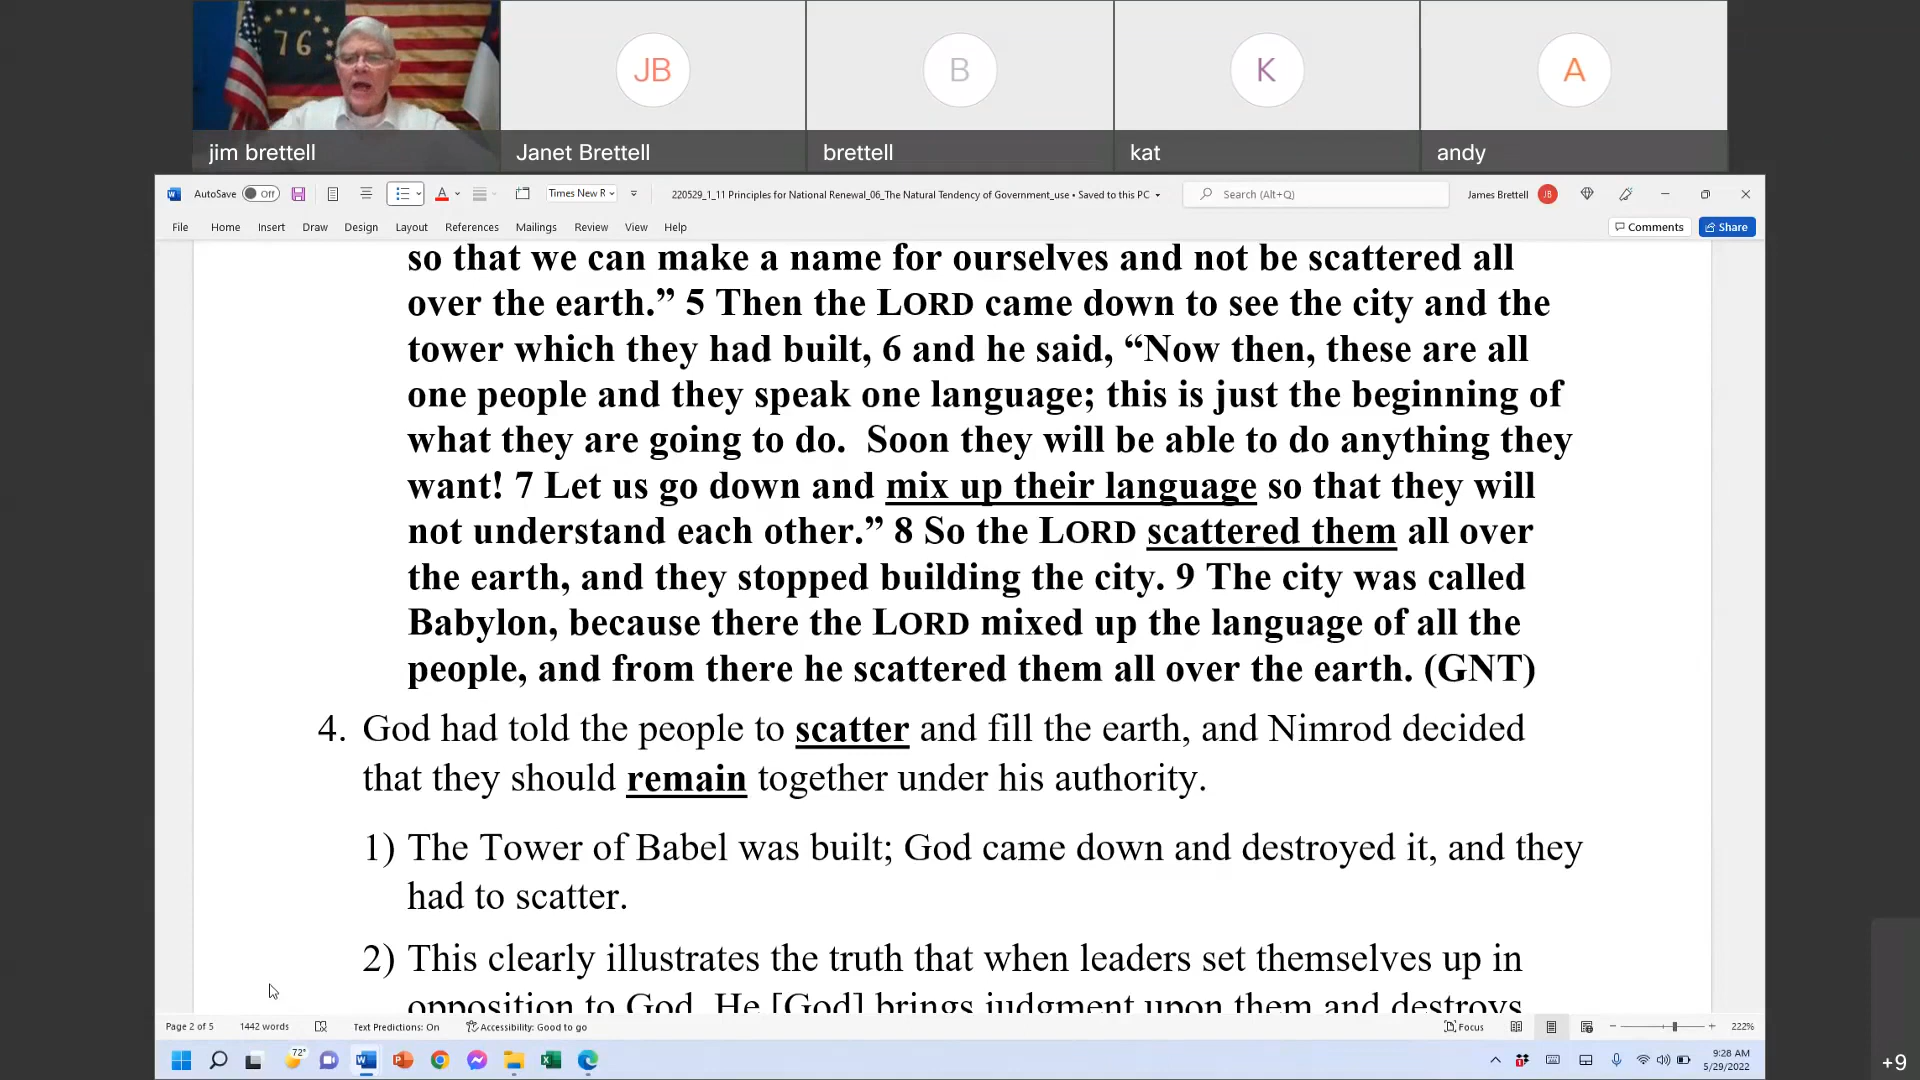 76
JB
B
K
A
jim brettell
Janet Brettell
brettell
kat
andy
AutoSave Off
Times New R
220529_1_11 Principles for National Renewal_06_The Natural Tendency of Government_use • Saved to this PC
Search (Alt+Q)
James Brettell JB
File Home Insert Draw Design Layout References Mailings Review View Help
Comments Share
so that we can make a name for ourselves and not be scattered all
over the earth.” 5 Then the LORD came down to see the city and the
tower which they had built, 6 and he said, “Now then, these are all
one people and they speak one language; this is just the beginning of
what they are going to do.  Soon they will be able to do anything they
want! 7 Let us go down and mix up their language so that they will
not understand each other.” 8 So the LORD scattered them all over
the earth, and they stopped building the city. 9 The city was called
Babylon, because there the LORD mixed up the language of all the
people, and from there he scattered them all over the earth. (GNT)
4. God had told the people to scatter and fill the earth, and Nimrod decided
that they should remain together under his authority.
1) The Tower of Babel was built; God came down and destroyed it, and they
had to scatter.
2) This clearly illustrates the truth that when leaders set themselves up in
opposition to God, He [God] brings judgment upon them and destroys
Page 2 of 5 1442 words Text Predictions: On Accessibility: Good to go Focus 222%
72°
9:28 AM
5/29/2022
+9